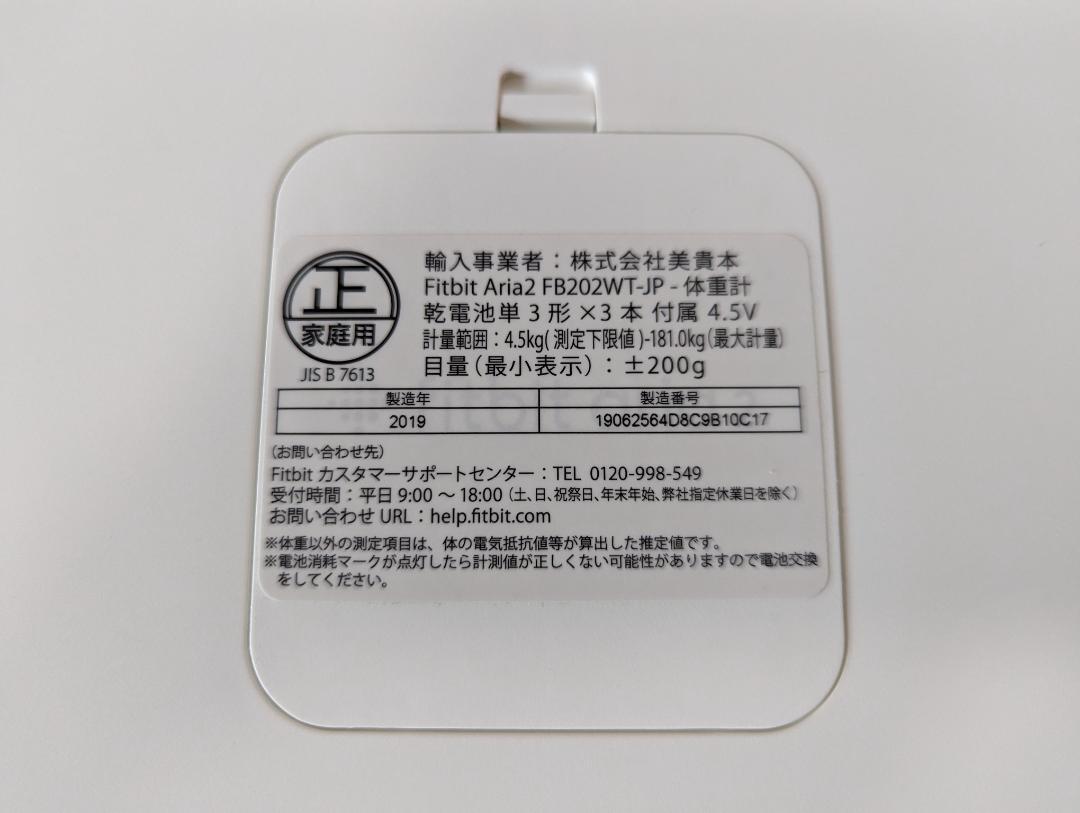 正
家庭用
JIS B 7613
輸入事業者：株式会社美貴本
Fitbit Aria2 FB202WT-JP - 体重計
乾電池単3形×3本 付属 4.5V
計量範囲：4.5kg(測定下限値)-181.0kg(最大計量)
目量(最小表示)：±200g
製造年 製造番号
2019 19062564D8C9B10C17
(お問い合わせ先)
Fitbit カスタマーサポートセンター：TEL 0120-998-549
受付時間：平日 9:00 〜 18:00 (土、日、祝祭日、年末年始、弊社指定休業日を除く)
お問い合わせ URL：help.fitbit.com
※体重以外の測定項目は、体の電気抵抗値等が算出した推定値です。
※電池消耗マークが点灯したら計測値が正しくない可能性がありますので電池交換
をしてください。